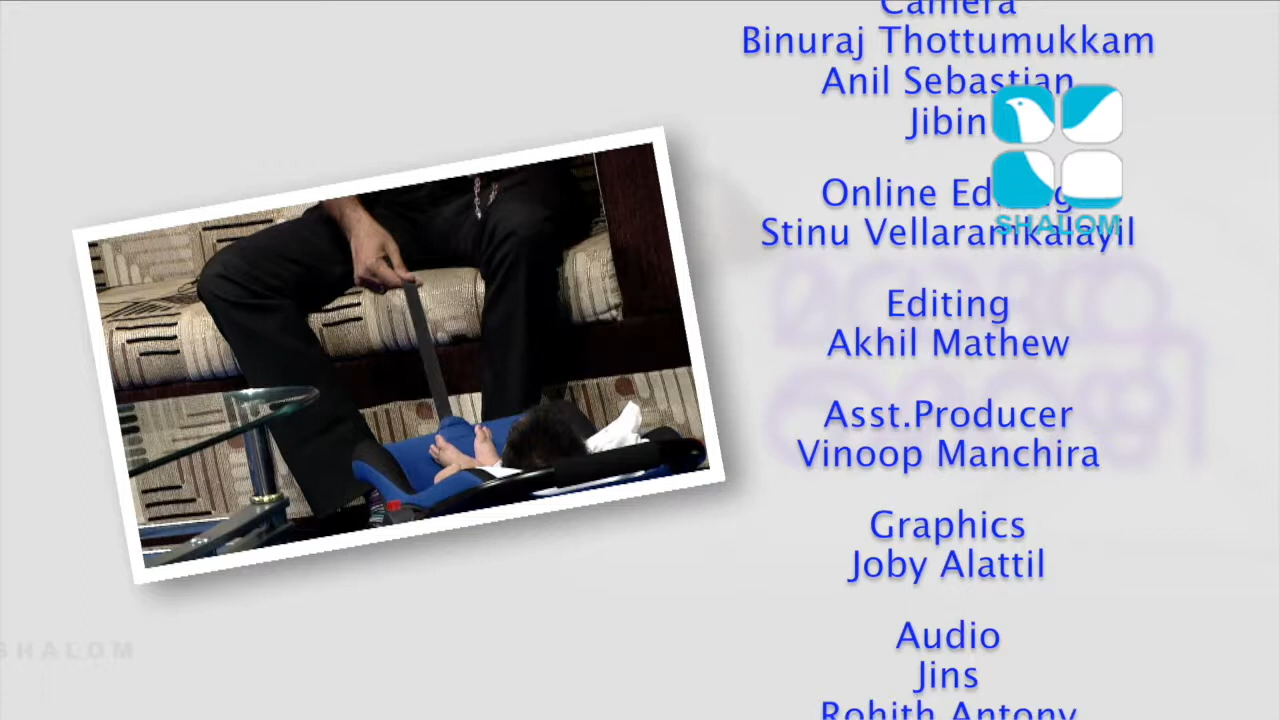 Camera
Binuraj Thottumukkam
Anil Sebastian
Jibin
SHALOM
Stinu Vellaramkalayil
Online
Editing
Akhil Mathew
Asst.Producer
Vinoop Manchira
Graphics
Joby Alattil
SHALOM
Audio
Jins
Rohith Antony